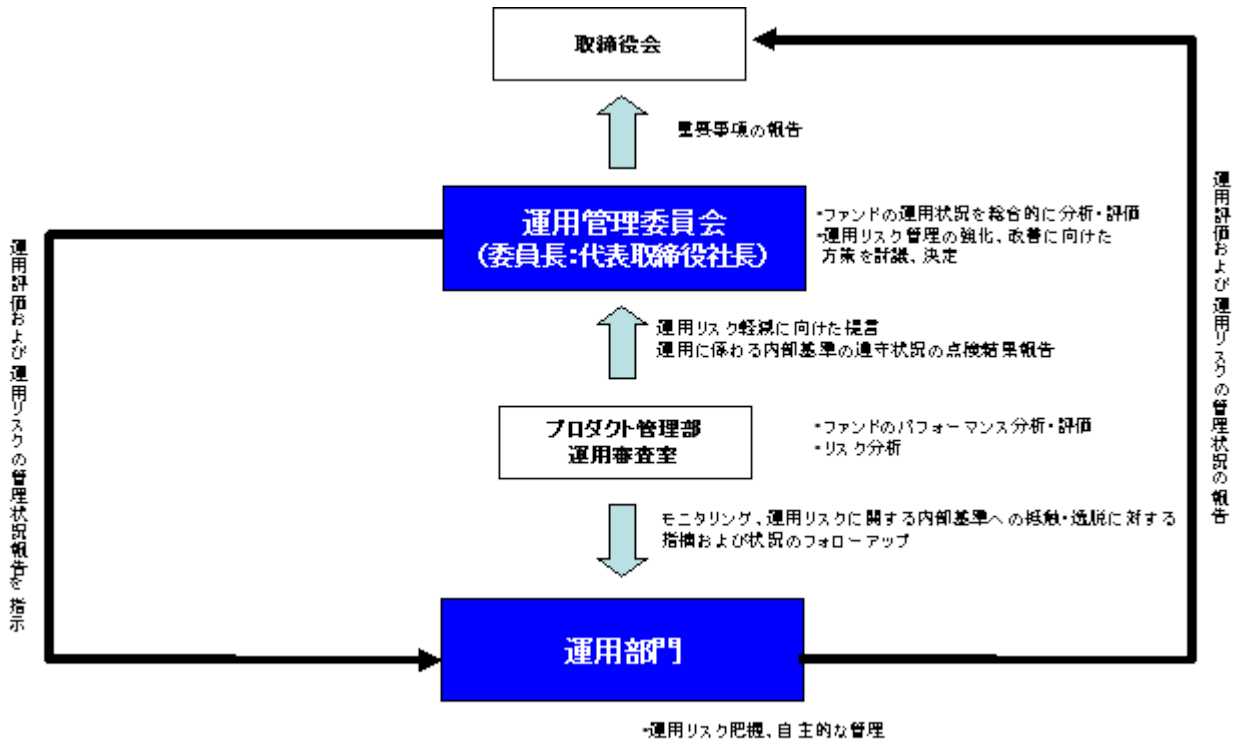 取締役会
重要事項の報告
運用管理委員会
（委員長：代表取締役社長）
・ファンドの運用状況を総合的に分析・評価
・運用リスク管理の強化、改善に向けた
方策を討議、決定
運用リスク軽減に向けた提言
運用に係わる内部基準の遵守状況の点検結果報告
プロダクト管理部
運用審査室
・ファンドのパフォーマンス分析・評価
・リスク分析
モニタリング、運用リスクに関する内部基準への抵触・逸脱に対する
指摘および状況のフォローアップ
運用部門
・運用リスク把握、自主的な管理
運用評価および運用リスクの管理状況報告を指示
運用評価および運用リスクの管理状況の報告